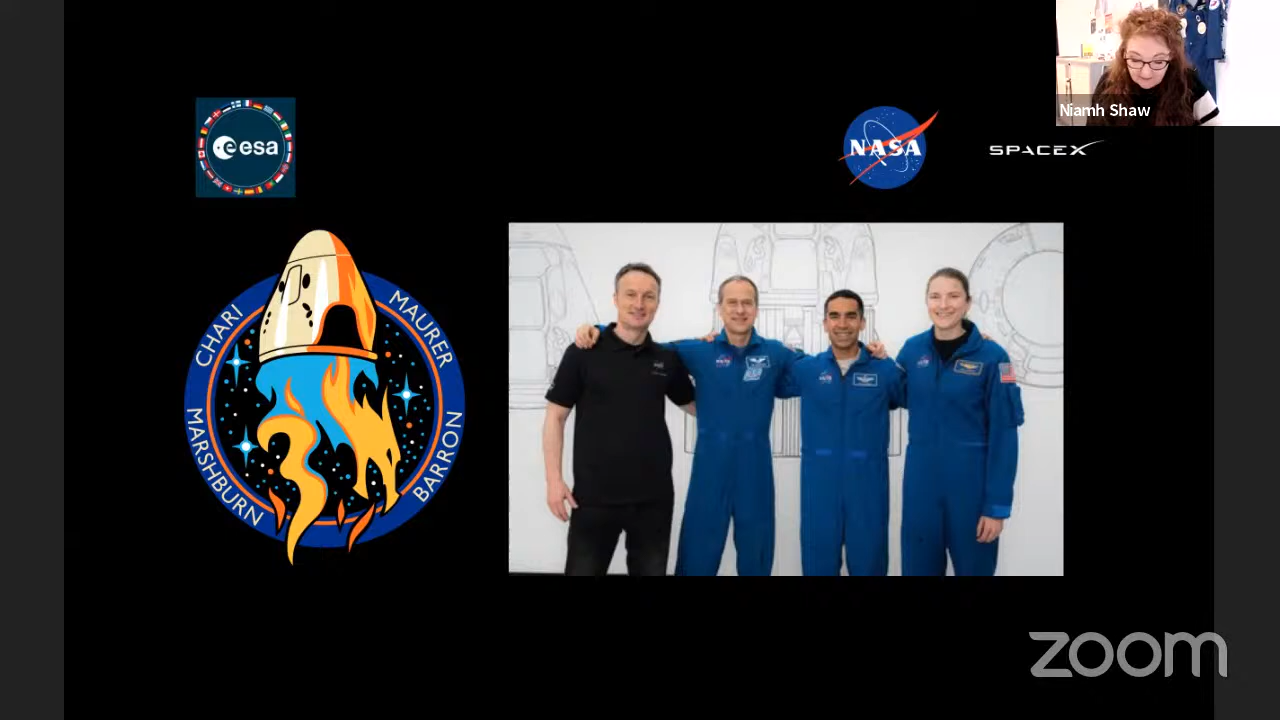 esa
NASA
SPACEX
Niamh Shaw
CHARI
MAURER
MARSHBURN
BARRON
zoom